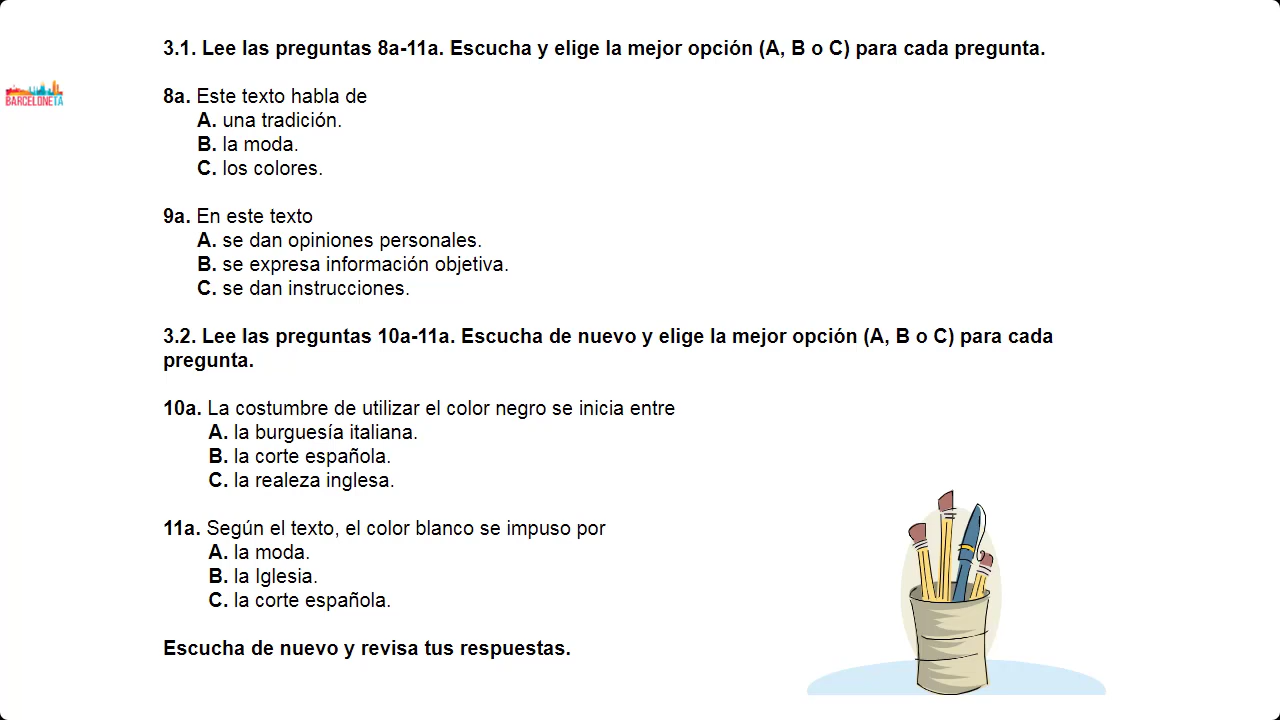 3.1. Lee las preguntas 8a-11a. Escucha y elige la mejor opción (A, B o C) para cada pregunta.
BARCELONETA
8a. Este texto habla de
A. una tradición.
B. la moda.
C. los colores.
9a. En este texto
A. se dan opiniones personales.
B. se expresa información objetiva.
C. se dan instrucciones.
3.2. Lee las preguntas 10a-11a. Escucha de nuevo y elige la mejor opción (A, B o C) para cada
pregunta.
10a. La costumbre de utilizar el color negro se inicia entre
A. la burguesía italiana.
B. la corte española.
C. la realeza inglesa.
11a. Según el texto, el color blanco se impuso por
A. la moda.
B. la Iglesia.
C. la corte española.
Escucha de nuevo y revisa tus respuestas.